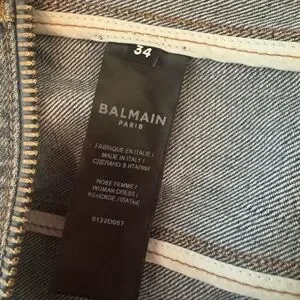 34
BALMAIN
PARIS
FABRIQUE EN ITALIE /
MADE IN ITALY /
СДЕЛАНО В ИТАЛИИ
ROBE FEMME /
WOMAN DRESS /
ЖЕНСКОЕ ПЛАТЬЕ
0132D057